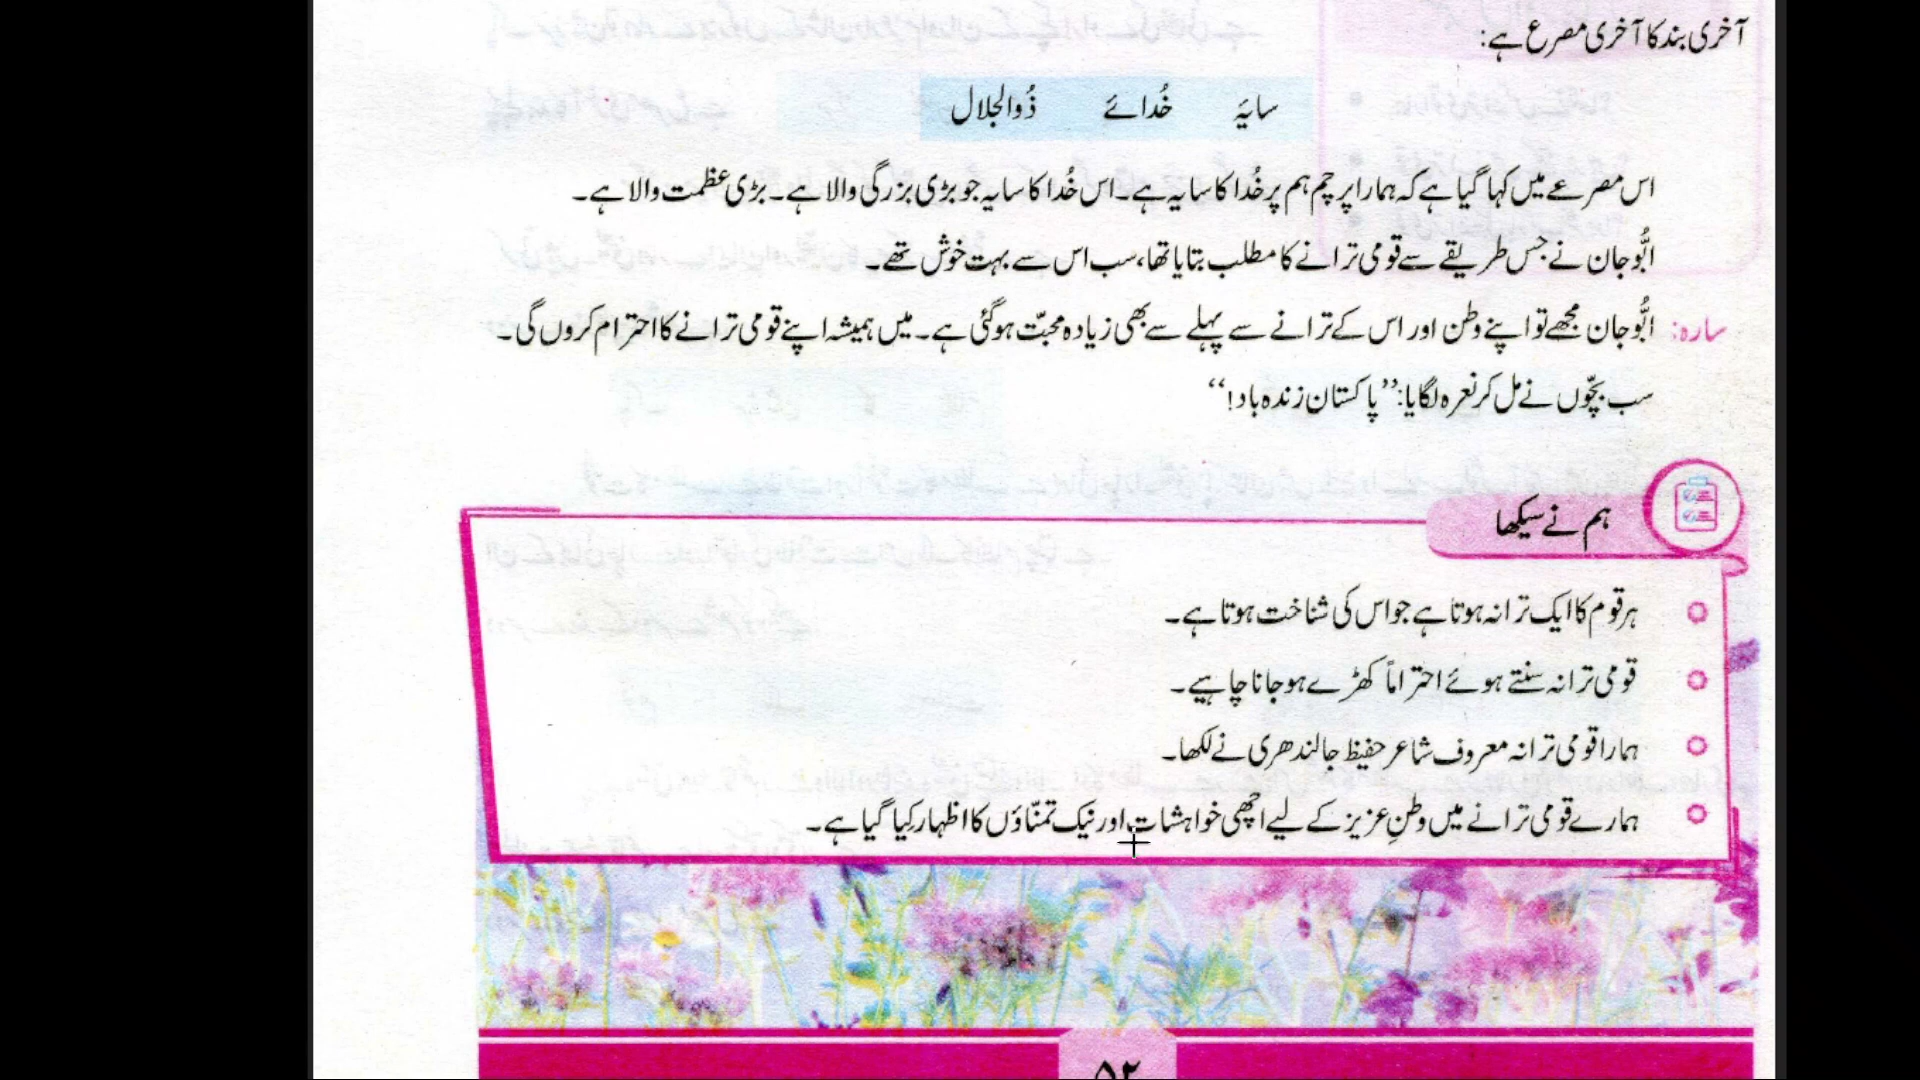 آخری بند کا آخری مصرع ہے:
سایَۂ خُدائے ذُوالجلال
اس مصرعے میں کہا گیا ہے کہ ہمارا پرچم ہم پر خُدا کا سایہ ہے۔ اس خُدا کا سایہ جو بڑی بزرگی والا ہے۔ بڑی عظمت والا ہے۔
ابُّو جان نے جس طریقے سے قومی ترانے کا مطلب بتایا تھا، سب اس سے بہت خوش تھے۔
سارہ: ابُّو جان مجھے تو اپنے وطن اور اس کے ترانے سے پہلے سے بھی زیادہ محبّت ہوگئی ہے۔ میں ہمیشہ اپنے قومی ترانے کا احترام کروں گی۔
سب بچّوں نے مل کر نعرہ لگایا: ”پاکستان زندہ باد!“
ہم نے سیکھا
ہر قوم کا ایک ترانہ ہوتا ہے جو اس کی شناخت ہوتا ہے۔
قومی ترانہ سنتے ہوئے احتراماً کھڑے ہو جانا چاہیے۔
ہمارا قومی ترانہ معروف شاعر حفیظ جالندھری نے لکھا۔
ہمارے قومی ترانے میں وطنِ عزیز کے لیے اچھی خواہشات اور نیک تمنّاؤں کا اظہار کِیا گیا ہے۔
۵۲